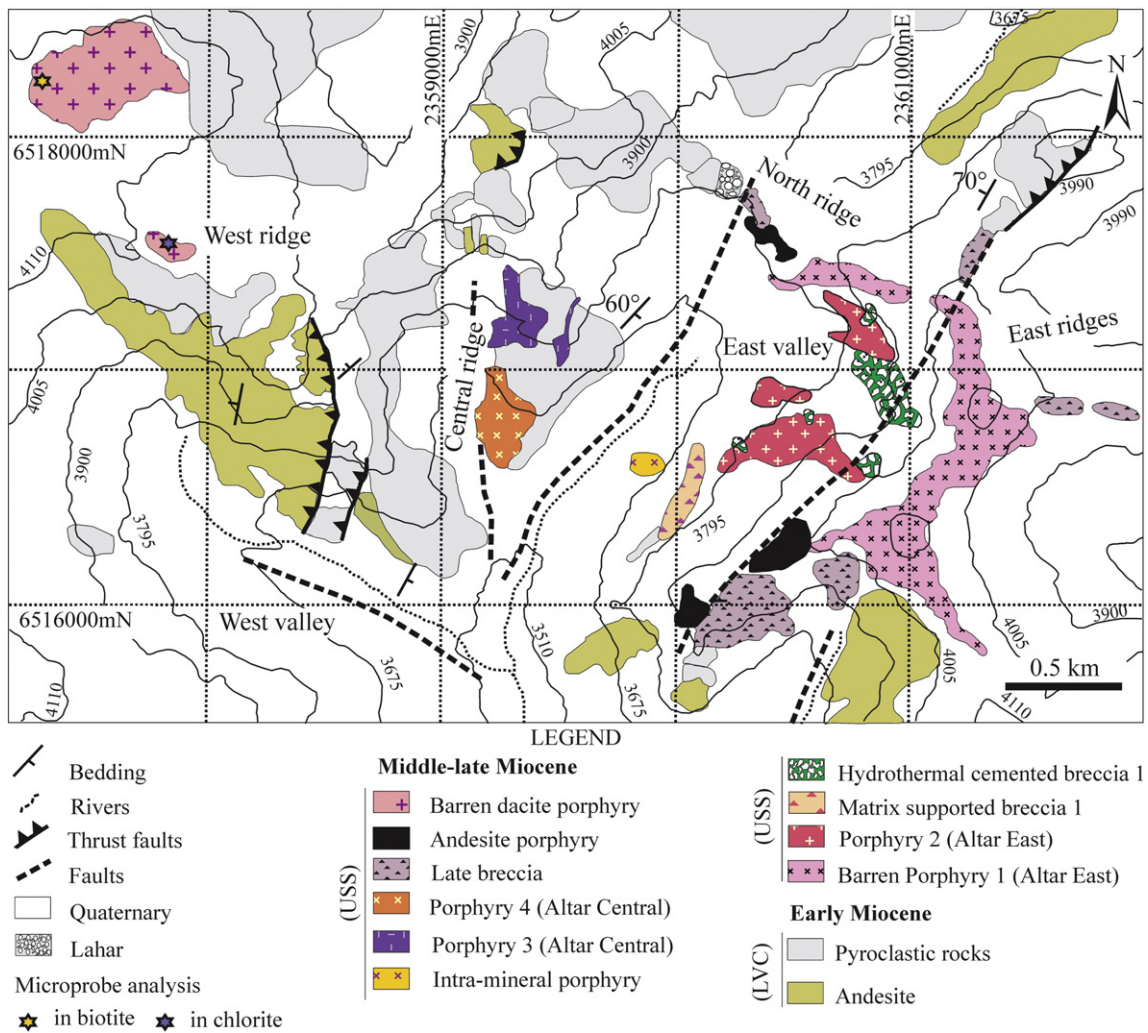 3900
4005
2359000mE
2361000mE
3675
N
6518000mN
3900
3795
3990
70°
North ridge
3990
4110
West ridge
60°
East valley
East ridges
4005
Central ridge
3900
3795
3795
6516000mN
West valley
3510
3900
4005
4005
0.5 km
4110
3675
3675
4110
LEGEND
Bedding
Rivers
Thrust faults
Faults
Quaternary
Lahar
Microprobe analysis
in biotite
in chlorite
Middle-late Miocene
(USS)
Barren dacite porphyry
Andesite porphyry
Late breccia
Porphyry 4 (Altar Central)
Porphyry 3 (Altar Central)
Intra-mineral porphyry
(USS)
Hydrothermal cemented breccia 1
Matrix supported breccia 1
Porphyry 2 (Altar East)
Barren Porphyry 1 (Altar East)
Early Miocene
(LVC)
Pyroclastic rocks
Andesite